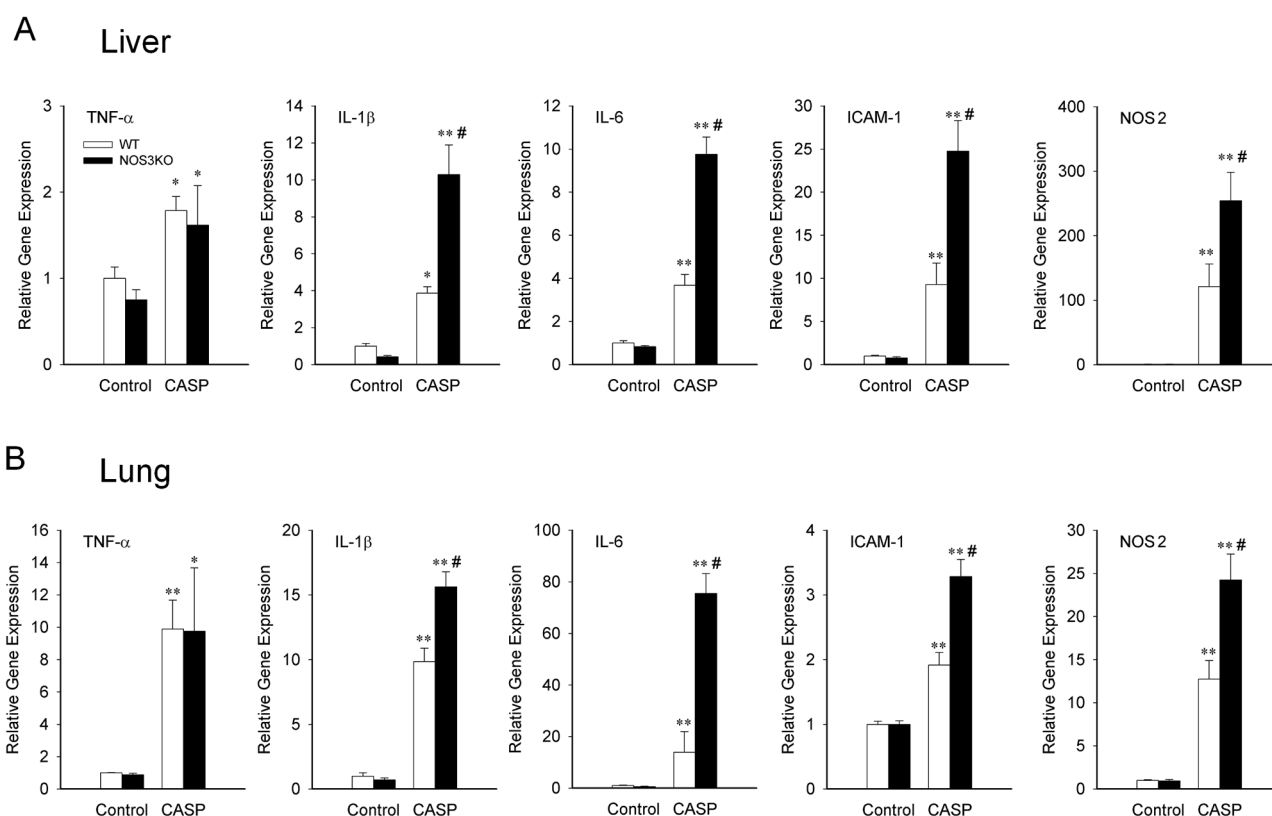 A
Liver
TNF-α
WT
NOS3KO
Relative Gene Expression
3
2
1
0
* *
Control CASP
IL-1β
Relative Gene Expression
14
12
10
8
6
4
2
0
* ** #
Control CASP
IL-6
Relative Gene Expression
12
10
8
6
4
2
0
** ** #
Control CASP
ICAM-1
Relative Gene Expression
30
25
20
15
10
5
0
** ** #
Control CASP
NOS 2
Relative Gene Expression
400
300
200
100
0
** ** #
Control CASP
B
Lung
TNF-α
Relative Gene Expression
16
14
12
10
8
6
4
2
0
** *
Control CASP
IL-1β
Relative Gene Expression
20
15
10
5
0
** ** #
Control CASP
IL-6
Relative Gene Expression
100
80
60
40
20
0
** ** #
Control CASP
ICAM-1
Relative Gene Expression
4
3
2
1
0
** ** #
Control CASP
NOS 2
Relative Gene Expression
30
25
20
15
10
5
0
** ** #
Control CASP